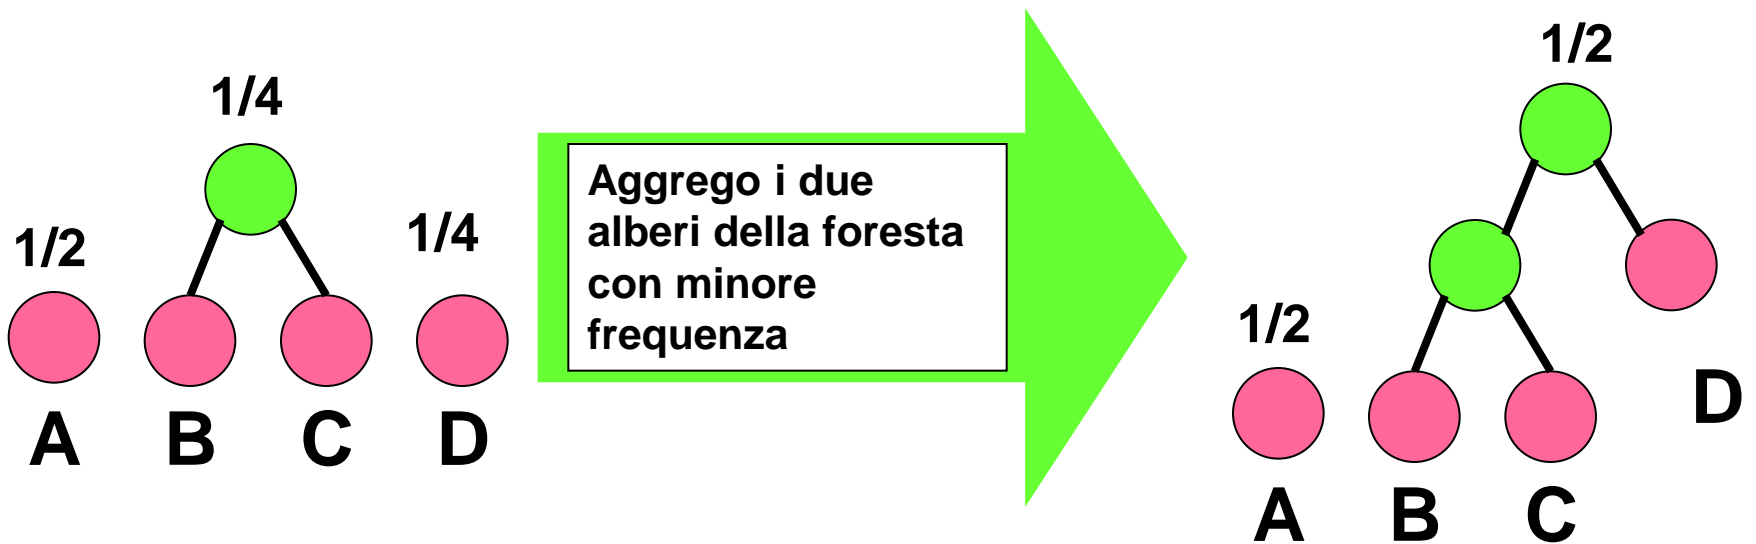 1/4
1/2
1/4
A B C D
Aggrego i due
alberi della foresta
con minore
frequenza
1/2
1/2
D
A B C